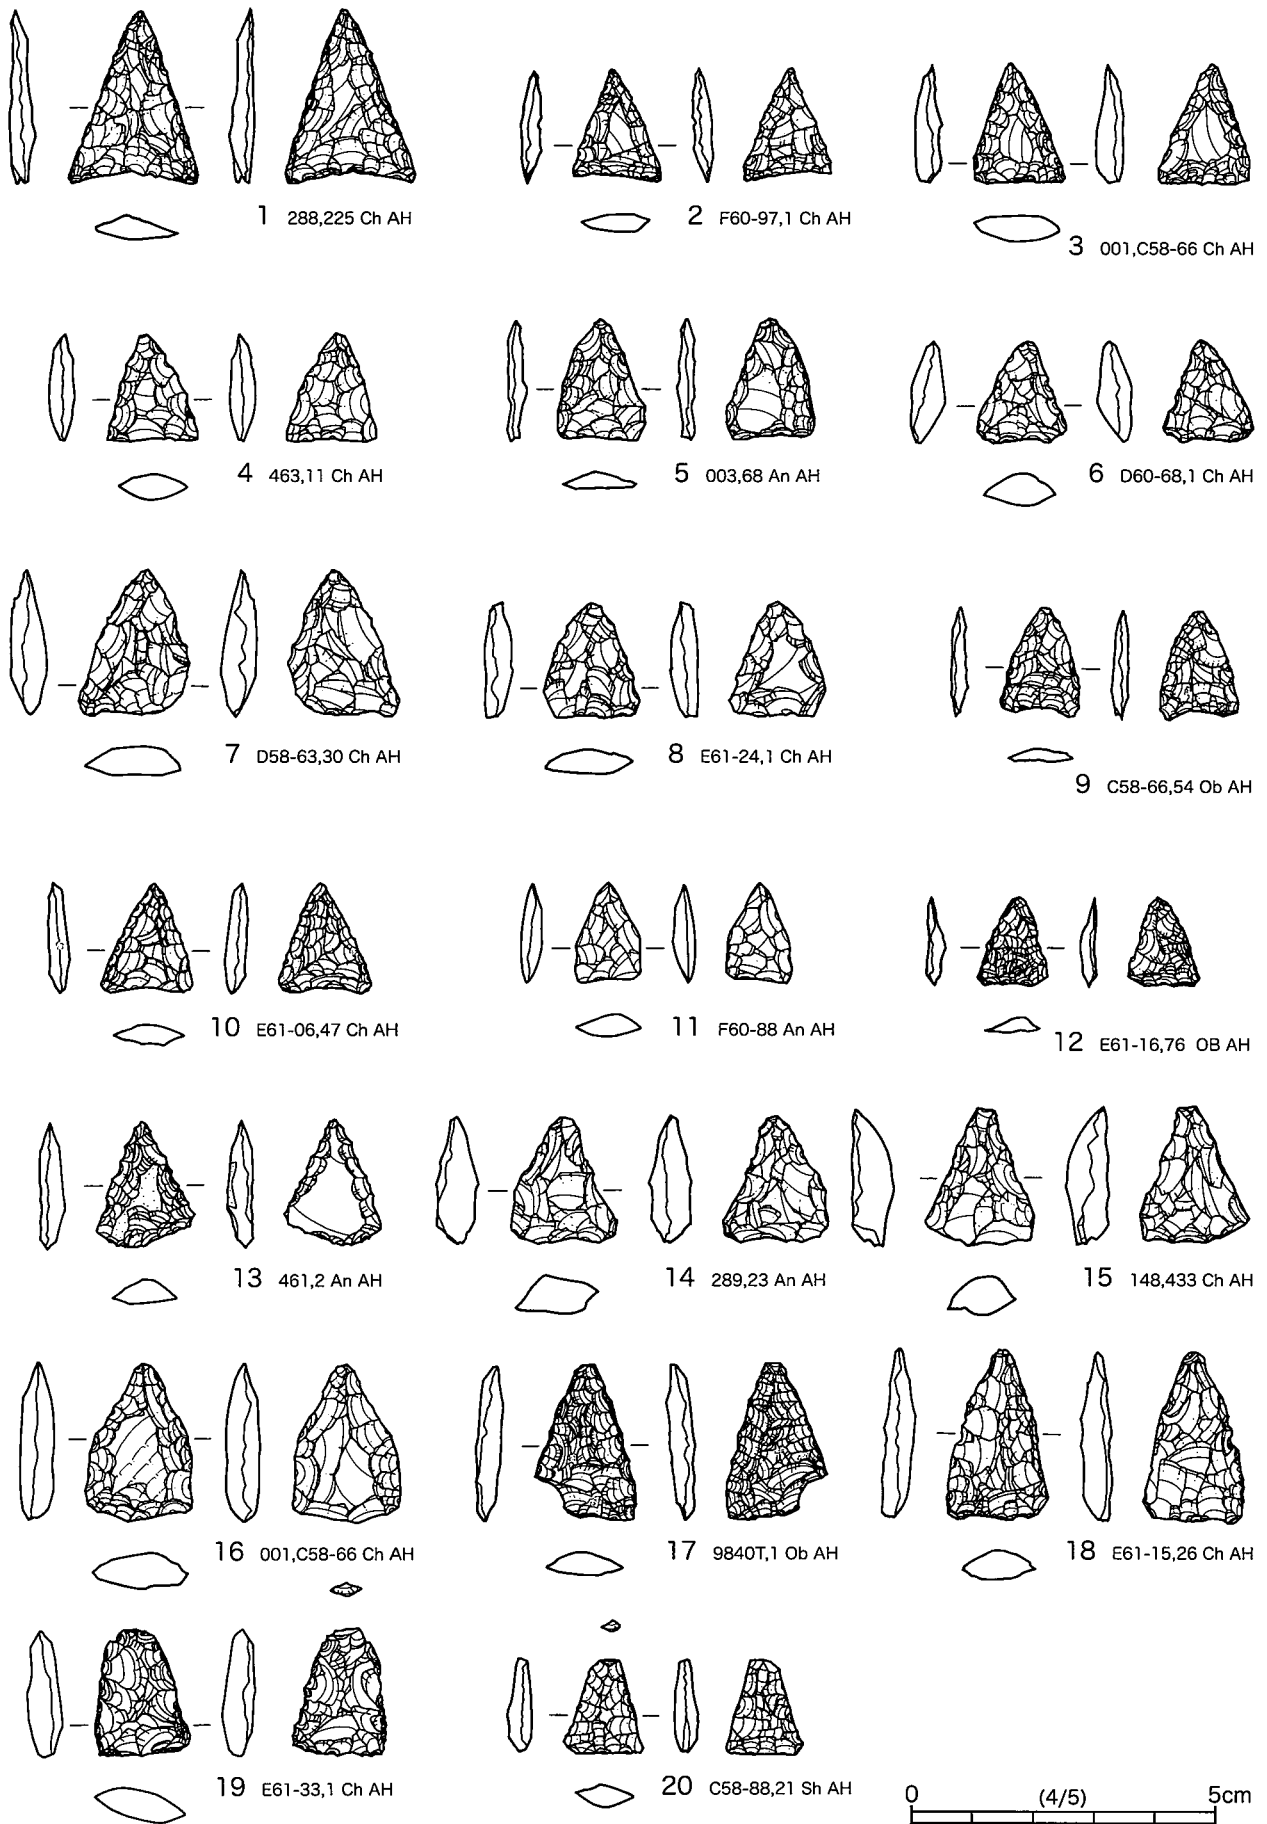 1 288,225 Ch AH
2 F60-97,1 Ch AH
3 001,C58-66 Ch AH
4 463,11 Ch AH
5 003,68 An AH
6 D60-68,1 Ch AH
7 D58-63,30 Ch AH
8 E61-24,1 Ch AH
9 C58-66,54 Ob AH
10 E61-06,47 Ch AH
11 F60-88 An AH
12 E61-16,76 OB AH
13 461,2 An AH
14 289,23 An AH
15 148,433 Ch AH
16 001,C58-66 Ch AH
17 9840T,1 Ob AH
18 E61-15,26 Ch AH
19 E61-33,1 Ch AH
20 C58-88,21 Sh AH
0 (4/5) 5cm